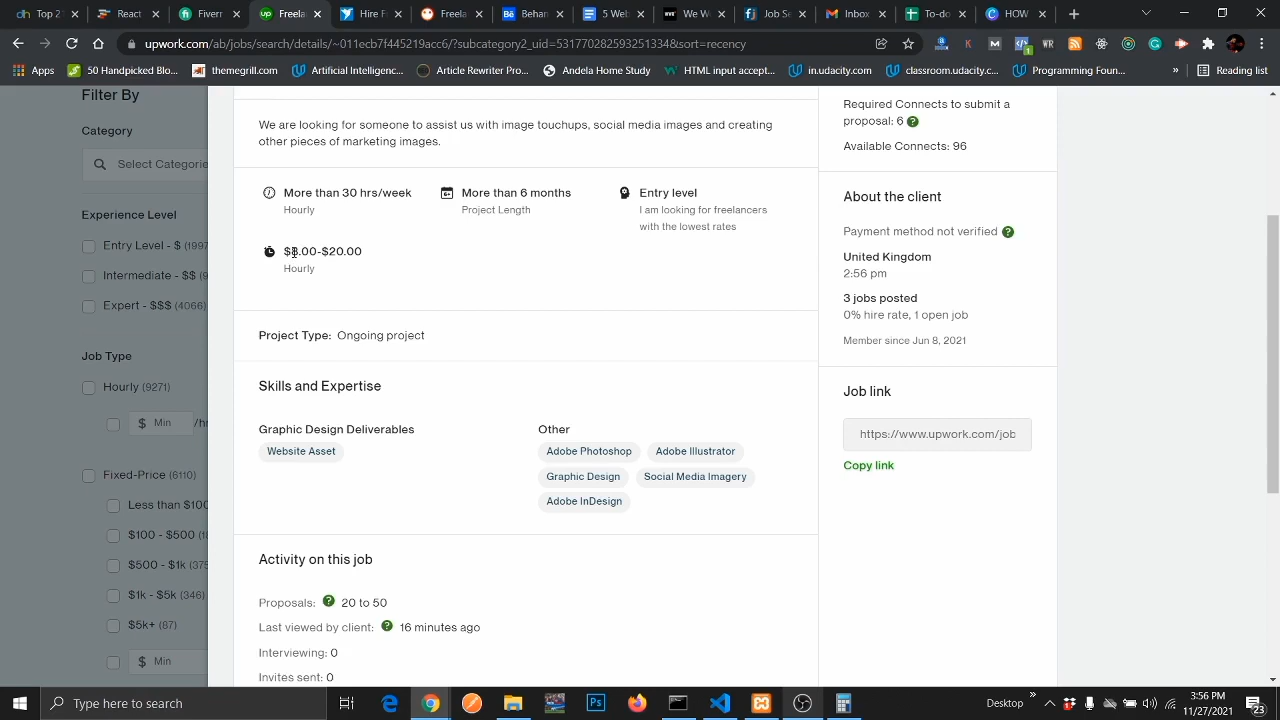 Top 2
React
Fiverr
Freela
Hire F
Freela
Behan
5 Web
We W
Job Se
Inbox
To-do
HOW
upwork.com/ab/jobs/search/details/~011ecb7f445219acc6/?subcategory2_uid=531770282593251334&sort=recency
Apps
50 Handpicked Blo...
themegrill.com
Artificial Intelligenc...
Article Rewriter Pro...
Andela Home Study
HTML input accept...
in.udacity.com
classroom.udacity....
Programming Foun...
»
Reading list
Filter By
Category
Select Categorie
Experience Level
Entry Level - $ (1997
Intermediate - $$
Expert - $$$ (4066)
Job Type
Hourly (9271)
$ Min
/hr
Fixed-Price (6110)
Less than $100
$100 - $500
$500 - $1k (375
$1k - $5k (346)
$5k+ (87)
$ Min
We are looking for someone to assist us with image touchups, social media images and creating
other pieces of marketing images.
More than 30 hrs/week
Hourly
More than 6 months
Project Length
Entry level
I am looking for freelancers
with the lowest rates
.00-$20.00
Hourly
Project Type: Ongoing project
Skills and Expertise
Graphic Design Deliverables
Website Asset
Other
Adobe Photoshop
Adobe Illustrator
Graphic Design
Social Media Imagery
Adobe InDesign
Activity on this job
Proposals: ? 20 to 50
Last viewed by client: ? 16 minutes ago
Interviewing: 0
Invites sent: 0
Required Connects to submit a
proposal: 6 ?
Available Connects: 96
About the client
Payment method not verified ?
United Kingdom
2:56 pm
3 jobs posted
0% hire rate, 1 open job
Member since Jun 8, 2021
Job link
https://www.upwork.com/job
Copy link
Type here to search
Desktop
»
3:56 PM
11/27/2021
23